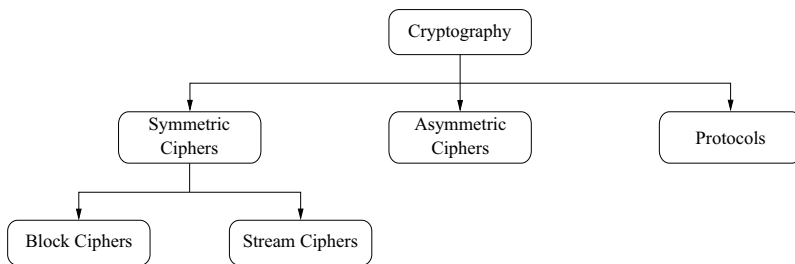 Cryptography
Symmetric
Ciphers
Asymmetric
Ciphers
Protocols
Block Ciphers
Stream Ciphers